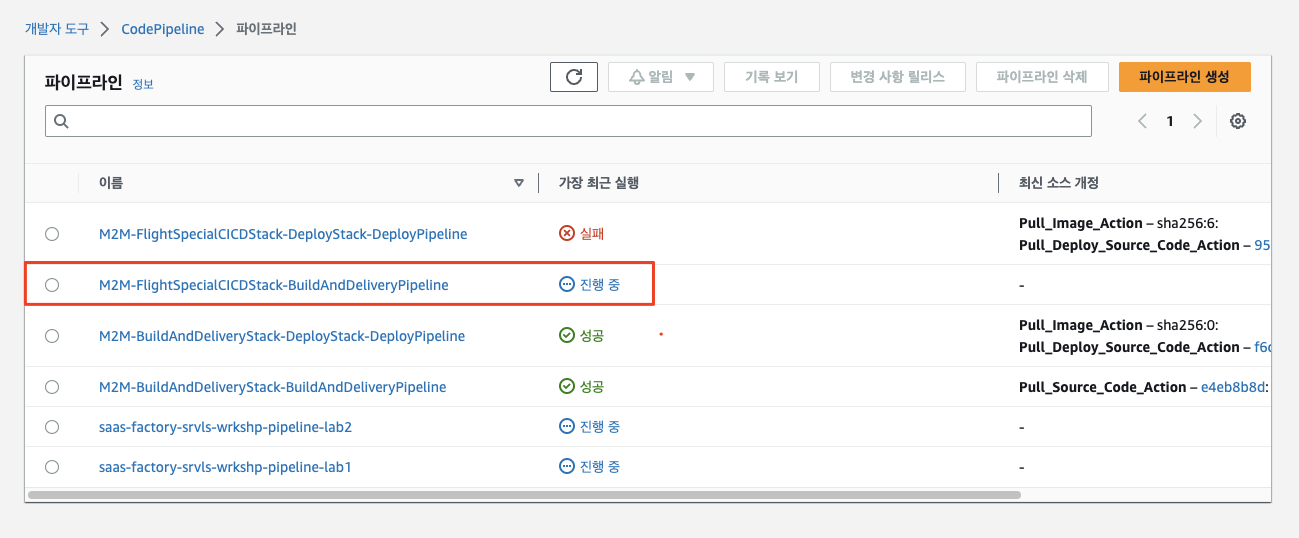 개발자 도구 > CodePipeline > 파이프라인
파이프라인 정보 알림 기록 보기 변경 사항 릴리스 파이프라인 삭제 파이프라인 생성
1
이름 가장 최근 실행 최신 소스 개정
M2M-FlightSpecialCICDStack-DeployStack-DeployPipeline 실패 Pull_Image_Action – sha256:6:
Pull_Deploy_Source_Code_Action – 95
M2M-FlightSpecialCICDStack-BuildAndDeliveryPipeline 진행 중 -
M2M-BuildAndDeliveryStack-DeployStack-DeployPipeline 성공 Pull_Image_Action – sha256:0:
Pull_Deploy_Source_Code_Action – f6
M2M-BuildAndDeliveryStack-BuildAndDeliveryPipeline 성공 Pull_Source_Code_Action – e4eb8b8d:
saas-factory-srvls-wrkshp-pipeline-lab2 진행 중 -
saas-factory-srvls-wrkshp-pipeline-lab1 진행 중 -